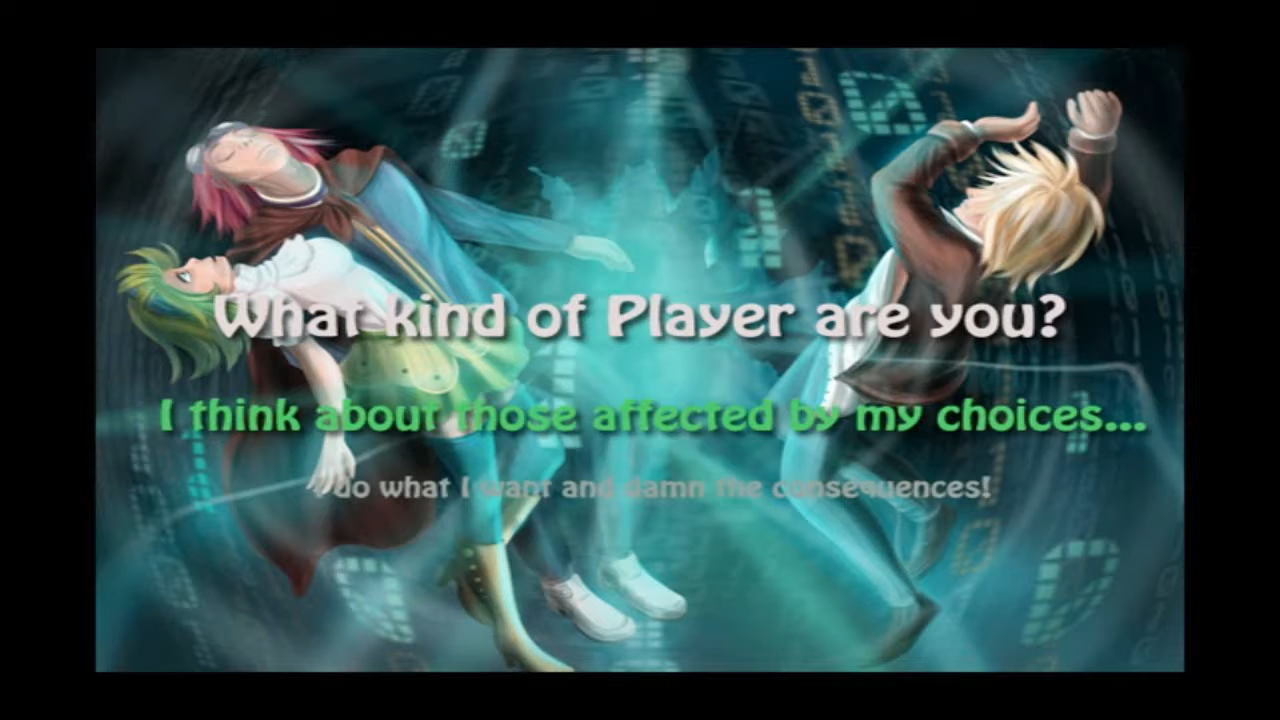 What kind of Player are you?
I think about those affected by my choices...
I do what I want and damn the consequences!